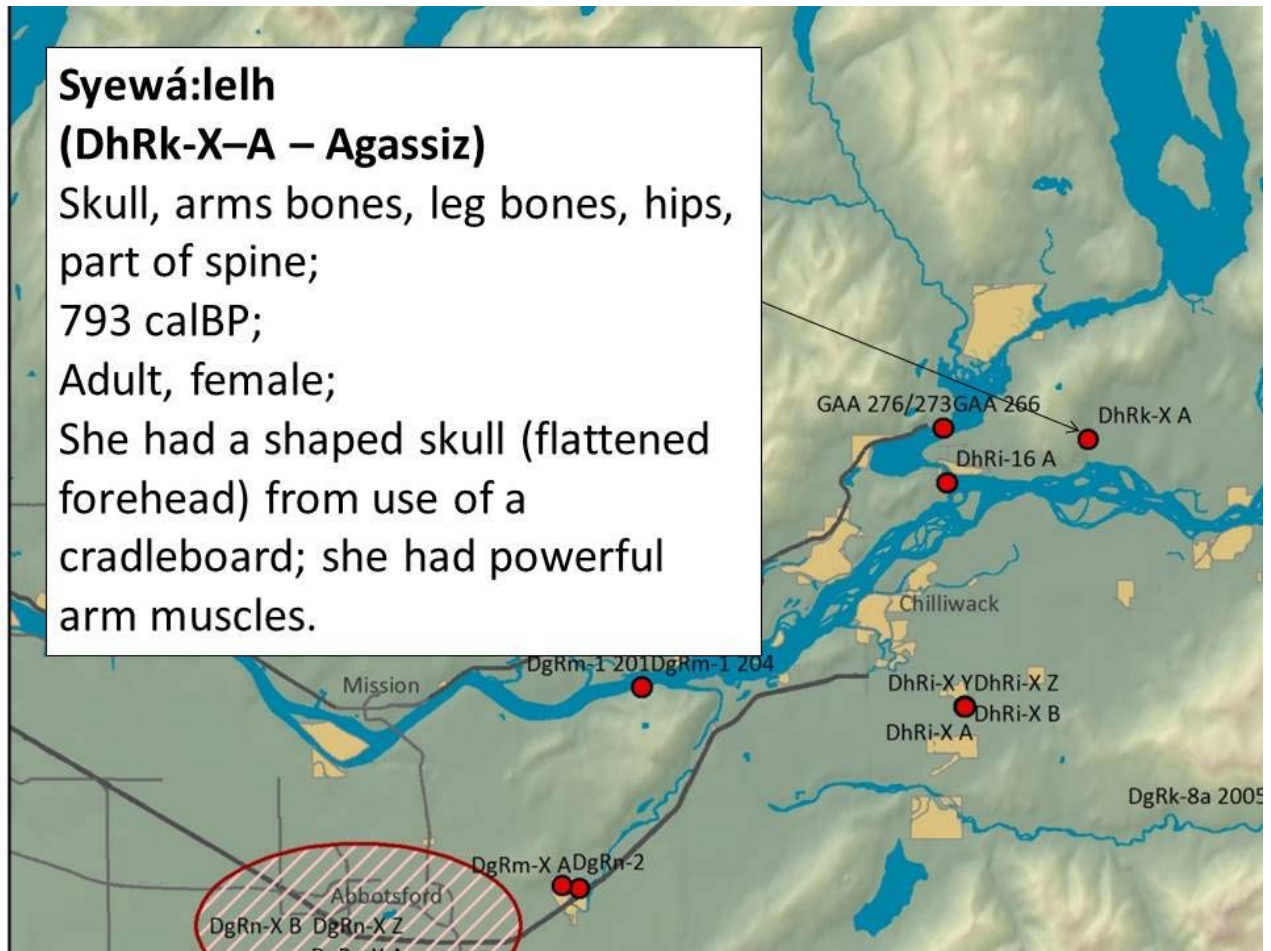 Syewá:lelh
(DhRk-X–A – Agassiz)
Skull, arms bones, leg bones, hips,
part of spine;
793 calBP;
Adult, female;
She had a shaped skull (flattened
forehead) from use of a
cradleboard; she had powerful
arm muscles.
GAA 276/273GAA 266
DhRk-X A
DhRi-16 A
Chilliwack
DgRm-1 201DgRm-1 204
Mission
DhRi-X YDhRi-X Z
DhRi-X B
DhRi-X A
DgRk-8a 2005
DgRm-X ADgRn-2
Abbotsford
DgRn-X B DgRn-X Z